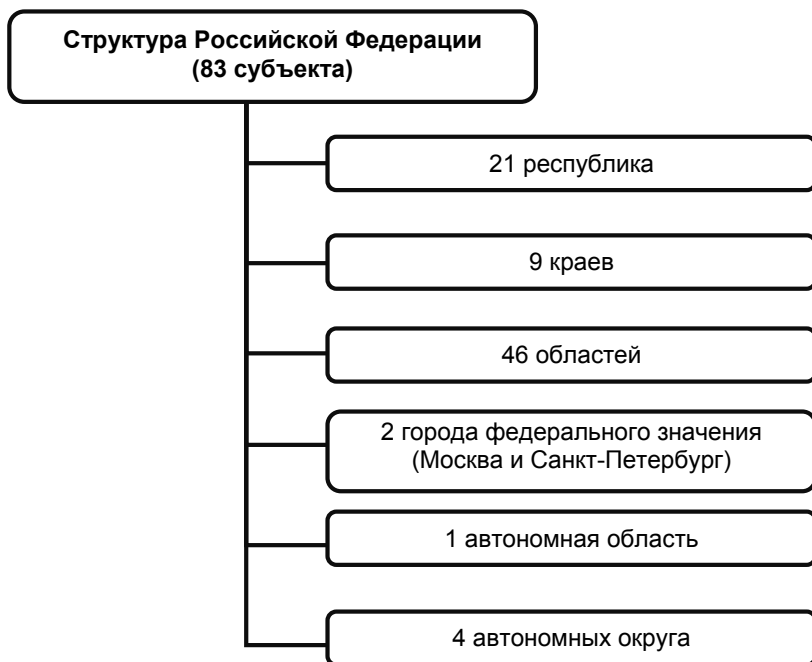 Структура Российской Федерации
(83 субъекта)
21 республика
9 краев
46 областей
2 города федерального значения
(Москва и Санкт-Петербург)
1 автономная область
4 автономных округа